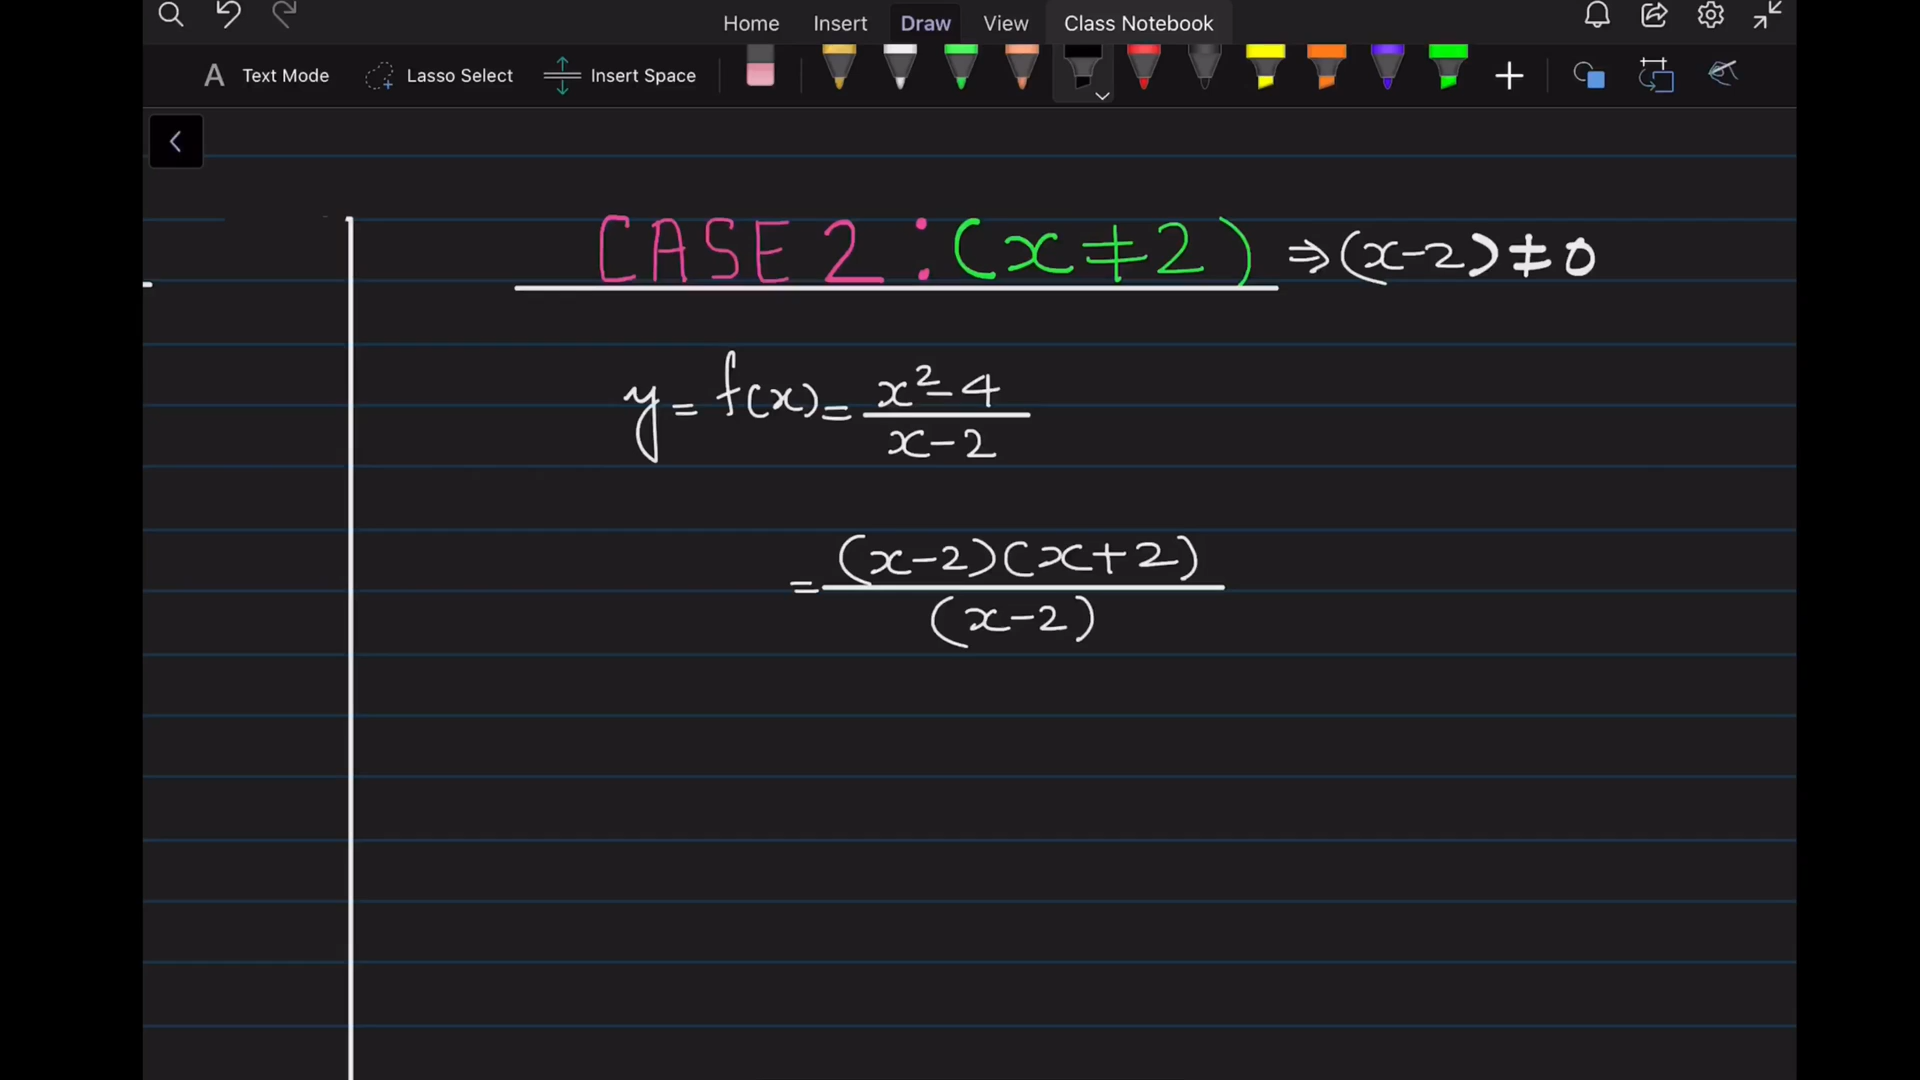 Home Insert Draw View Class Notebook
A Text Mode Lasso Select Insert Space
CASE 2 : (x ≠ 2) ⇒ (x-2) ≠ 0
y = f(x) = x²-4
x-2
= (x-2)(x+2)
(x-2)